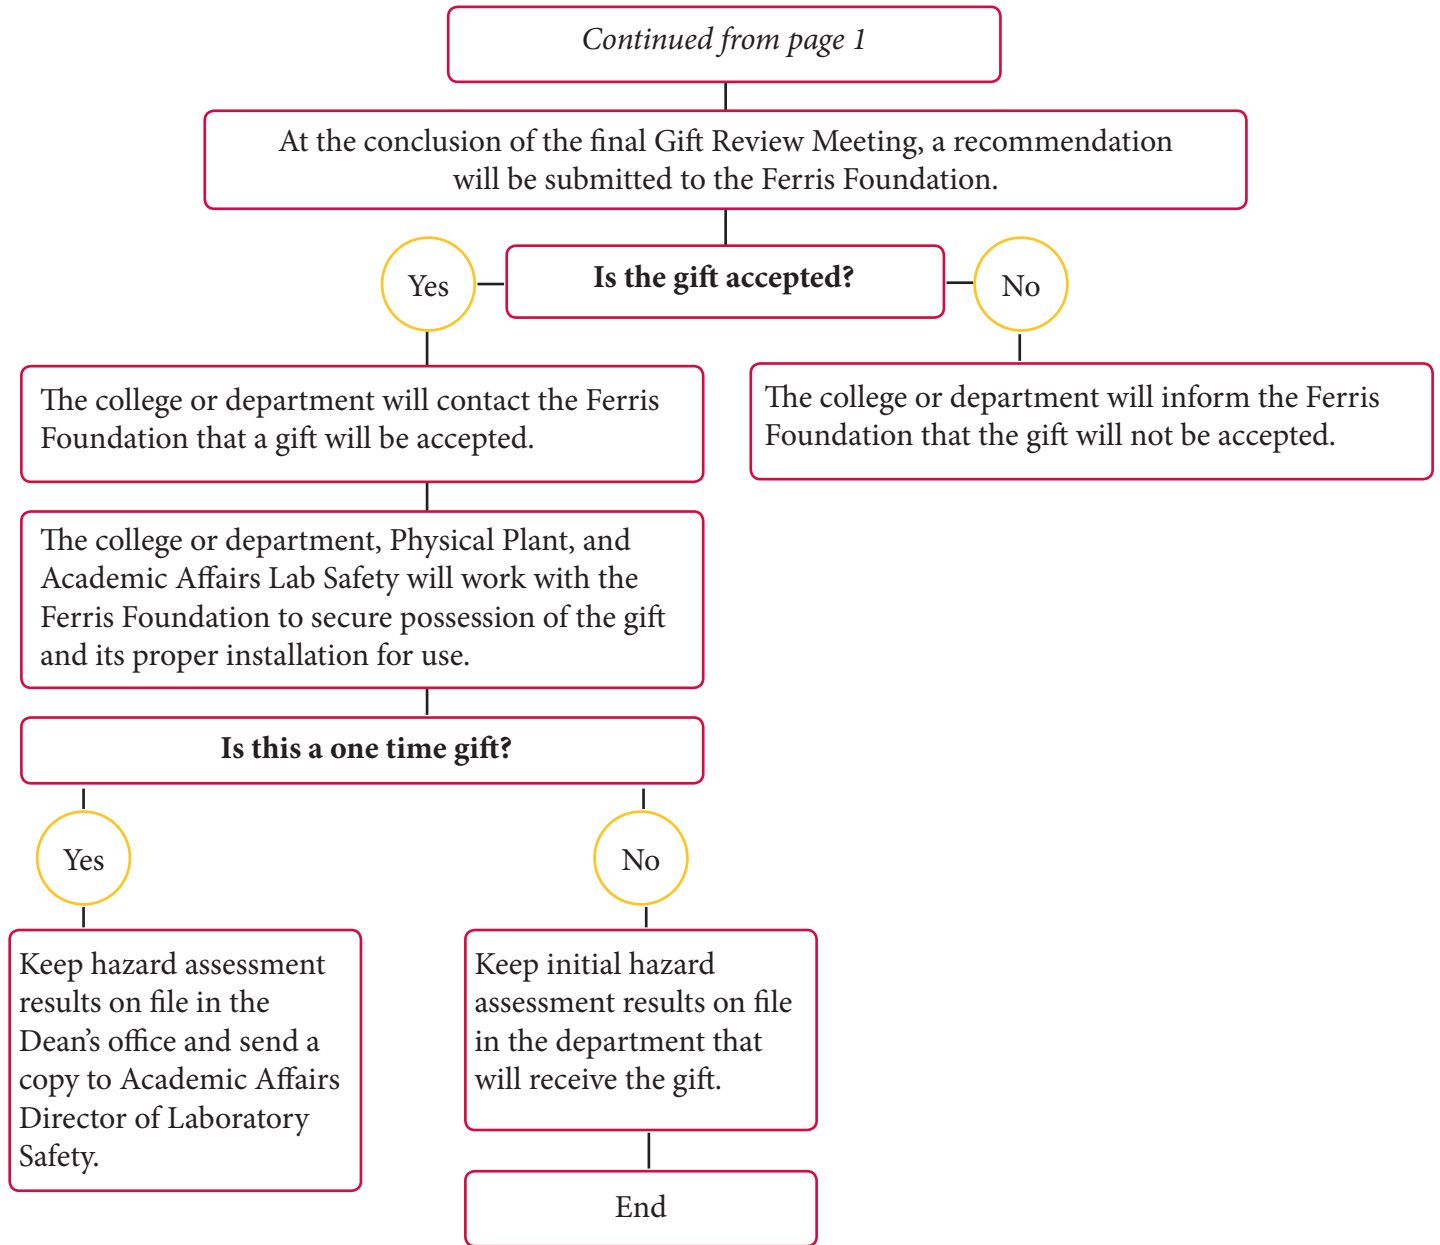 Continued from page 1
At the conclusion of the final Gift Review Meeting, a recommendation
will be submitted to the Ferris Foundation.
Yes
Is the gift accepted?
No
The college or department will contact the Ferris
Foundation that a gift will be accepted.
The college or department will inform the Ferris
Foundation that the gift will not be accepted.
The college or department, Physical Plant, and
Academic Affairs Lab Safety will work with the
Ferris Foundation to secure possession of the gift
and its proper installation for use.
Is this a one time gift?
Yes
No
Keep hazard assessment
results on file in the
Dean’s office and send a
copy to Academic Affairs
Director of Laboratory
Safety.
Keep initial hazard
assessment results on file
in the department that
will receive the gift.
End